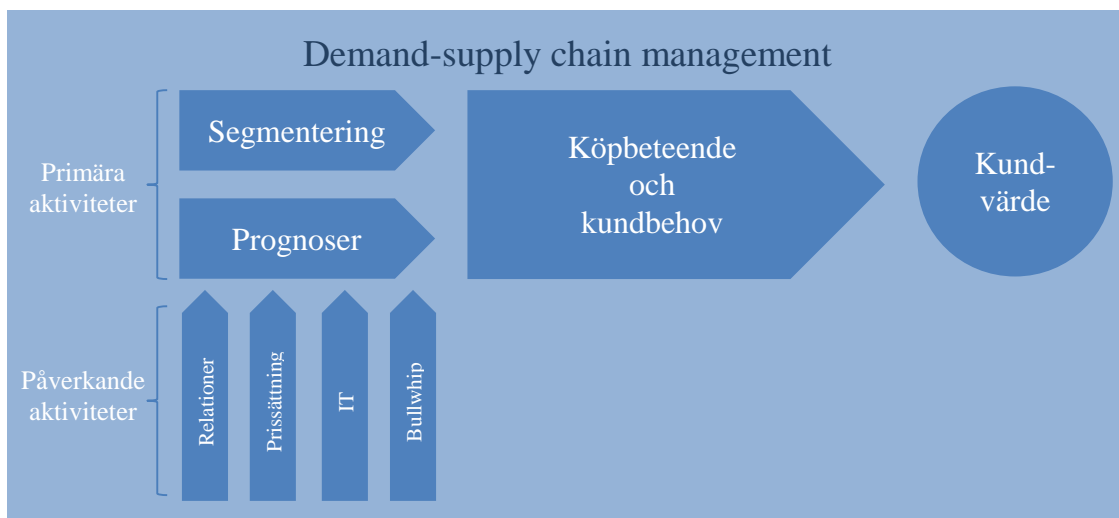 Demand-supply chain management
Primära
aktiviteter
Segmentering
Prognoser
Köpbeteende
och
kundbehov
Kund-
värde
Påverkande
aktiviteter
Relationer
Prissättning
IT
Bullwhip